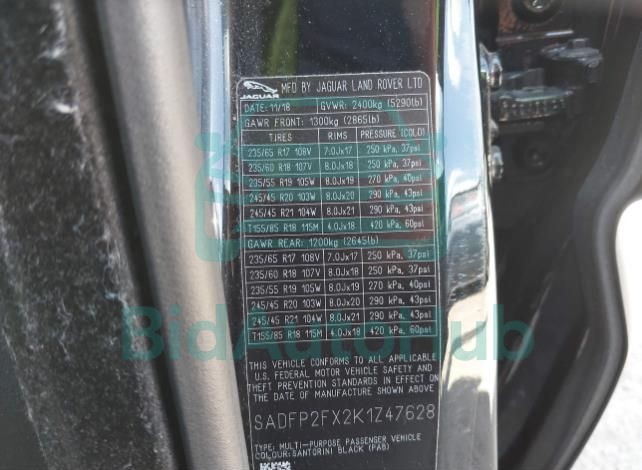 JAGUAR
MFD BY JAGUAR LAND ROVER LTD
DATE: 11/18 GVWR: 2400kg (5290lb)
GAWR FRONT: 1300kg (2865lb)
TIRES RIMS PRESSURE (COLD)
235/65 R17 108V 7.0Jx17 250 kPa, 37psi
235/60 R18 107V 8.0Jx18 250 kPa, 37psi
235/55 R19 105W 8.0Jx19 270 kPa, 40psi
245/45 R20 103W 8.0Jx20 290 kPa, 43psi
245/45 R21 104W 8.0Jx21 290 kPa, 43psi
T155/85 R18 115M 4.0Jx18 420 kPa, 60psi
GAWR REAR: 1200kg (2645lb)
235/65 R17 108V 7.0Jx17 250 kPa, 37psi
235/60 R18 107V 8.0Jx18 250 kPa, 37psi
235/55 R19 105W 8.0Jx19 270 kPa, 40psi
245/45 R20 103W 8.0Jx20 290 kPa, 43psi
245/45 R21 104W 8.0Jx21 290 kPa, 43psi
T155/85 R18 115M 4.0Jx18 420 kPa, 60psi
BidAutoHub
THIS VEHICLE CONFORMS TO ALL APPLICABLE
U.S. FEDERAL MOTOR VEHICLE SAFETY AND
THEFT PREVENTION STANDARDS IN EFFECT ON
THE DATE OF MANUFACTURE SHOWN ABOVE
SADFP2FX2K1Z47628
TYPE: MULTI-PURPOSE PASSENGER VEHICLE
COLOUR: SANTORINI BLACK (PAB)